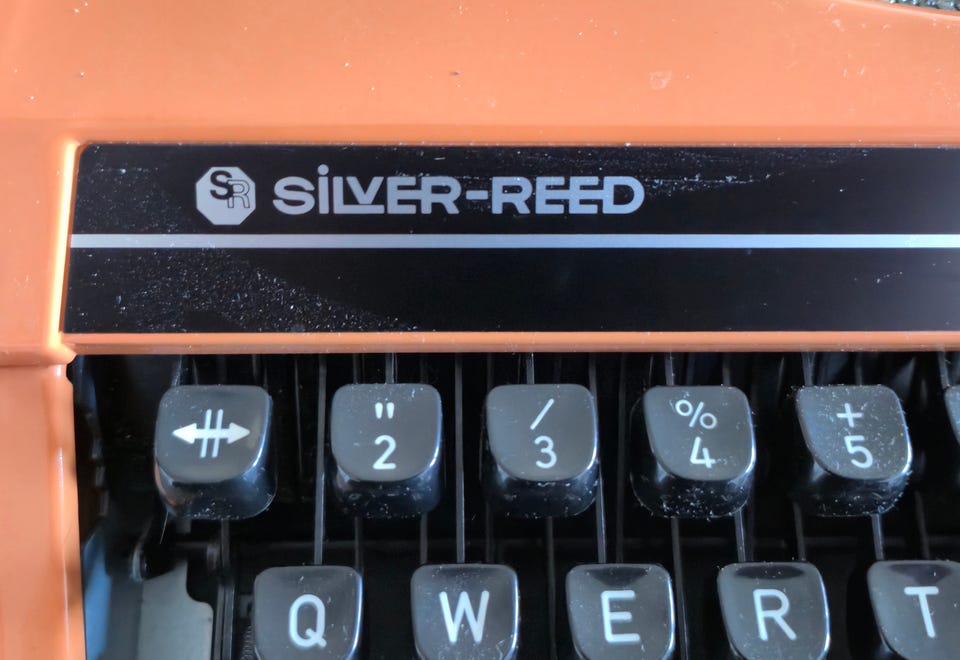 SR SiLVER-REED
" / % +
2 3 4 5
Q W E R T